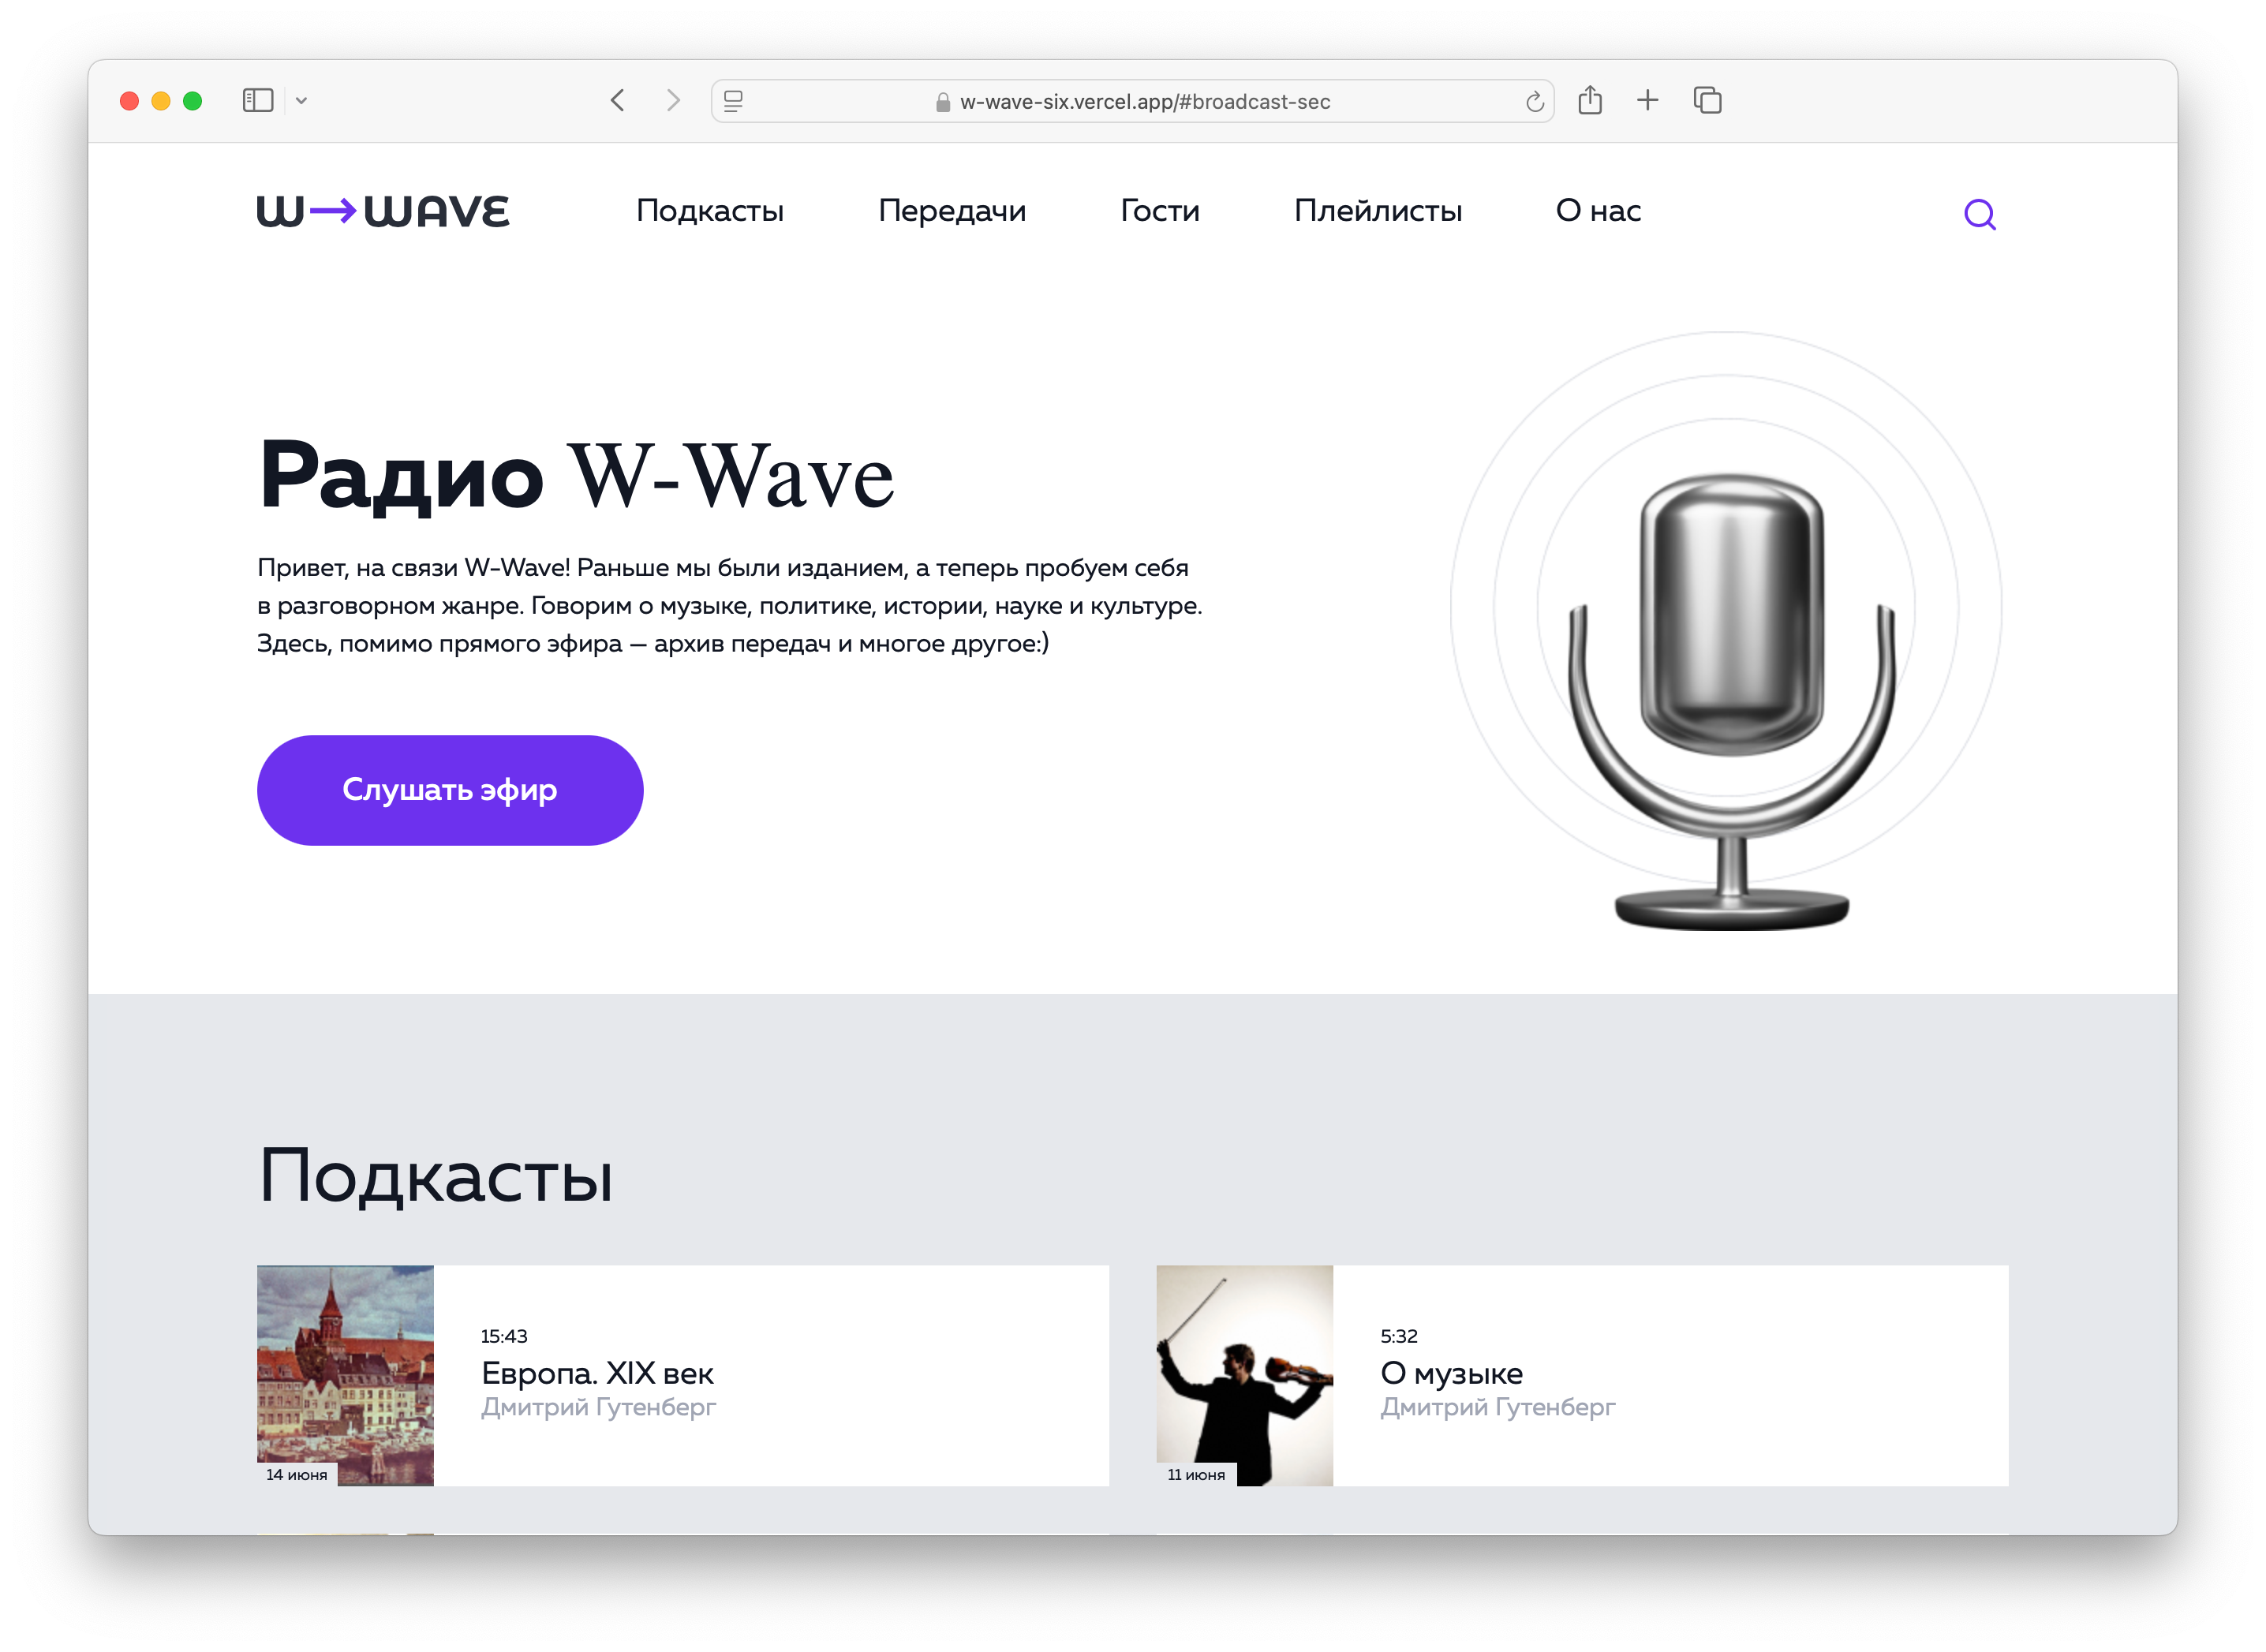 w-wave-six.vercel.app/#broadcast-sec
W→WAVE
Подкасты
Передачи
Гости
Плейлисты
О нас
Радио W-Wave
Привет, на связи W-Wave! Раньше мы были изданием, а теперь пробуем себя
в разговорном жанре. Говорим о музыке, политике, истории, науке и культуре.
Здесь, помимо прямого эфира — архив передач и многое другое:)
Слушать эфир
Подкасты
15:43
Европа. XIX век
Дмитрий Гутенберг
14 июня
5:32
О музыке
Дмитрий Гутенберг
11 июня